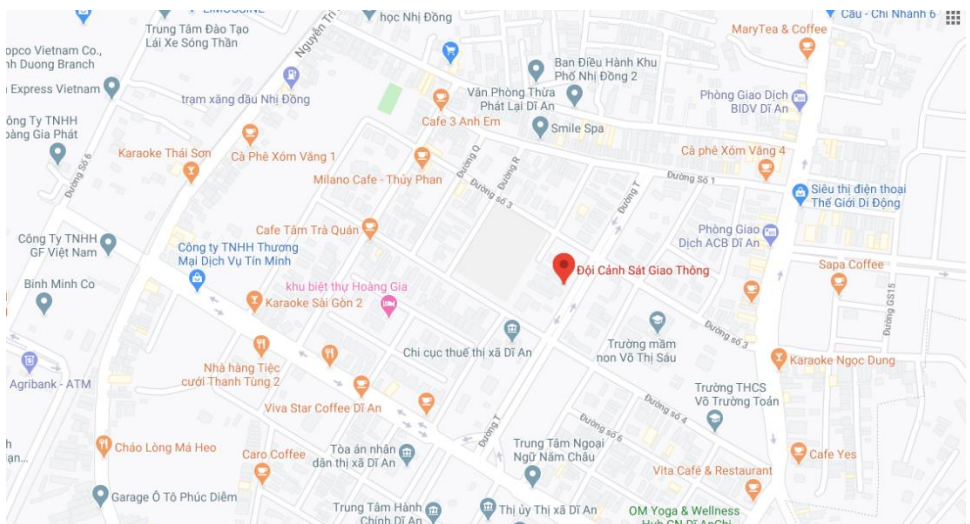 LIMOUSINE
Trung Tâm Đào Tạo
Lái Xe Sóng Thần
học Nhị Đồng
Cầu - Chi Nhánh 6
MaryTea & Coffee
opco Vietnam Co.,
nh Duong Branch
Nguyễn Tri
Ban Điều Hành Khu
Phố Nhị Đồng 2
Express Vietnam
trạm xăng dầu Nhị Đồng
Văn Phòng Thừa
Phát Lại Dĩ An
Phòng Giao Dịch
BIDV Dĩ An
Công Ty TNHH
oàng Gia Phát
Cafe 3 Anh Em
Smile Spa
Karaoke Thái Sơn
Cà Phê Xóm Vắng 1
Đường Q
Đường R
Cà phê Xóm Vắng 4
Đường Số 6
Milano Cafe - Thủy Phan
Đường Số 1
Đường số 3
Đường T
Siêu thị điện thoại
Thế Giới Di Động
Cafe Tâm Trà Quán
Phòng Giao
Dịch ACB Dĩ An
Công Ty TNHH
GF Việt Nam
Công ty TNHH Thương
Mại Dịch Vụ Tín Minh
Đội Cảnh Sát Giao Thông
Sapa Coffee
Bình Minh Co
khu biệt thự Hoàng Gia
Karaoke Sài Gòn 2
Đường GS15
Đường số 3
Chi cục thuế thị xã Dĩ An
Trường mầm
non Võ Thị Sáu
Karaoke Ngọc Dung
Nhà hàng Tiệc
cưới Thanh Tùng 2
Agribank - ATM
Trường THCS
Võ Trường Toản
Viva Star Coffee Dĩ An
Đường số 4
Đường T
Đường số 6
Cháo Lòng Má Heo
Tòa án nhân
dân thị xã Dĩ An
Trung Tâm Ngoại
Ngữ Năm Châu
Caro Coffee
Cafe Yes
Vita Café & Restaurant
Garage Ô Tô Phúc Diễm
Trung Tâm Hành
Chính Dĩ An
Thị ủy Thị xã Dĩ An
OM Yoga & Wellness
Hub CN Dĩ AnChi